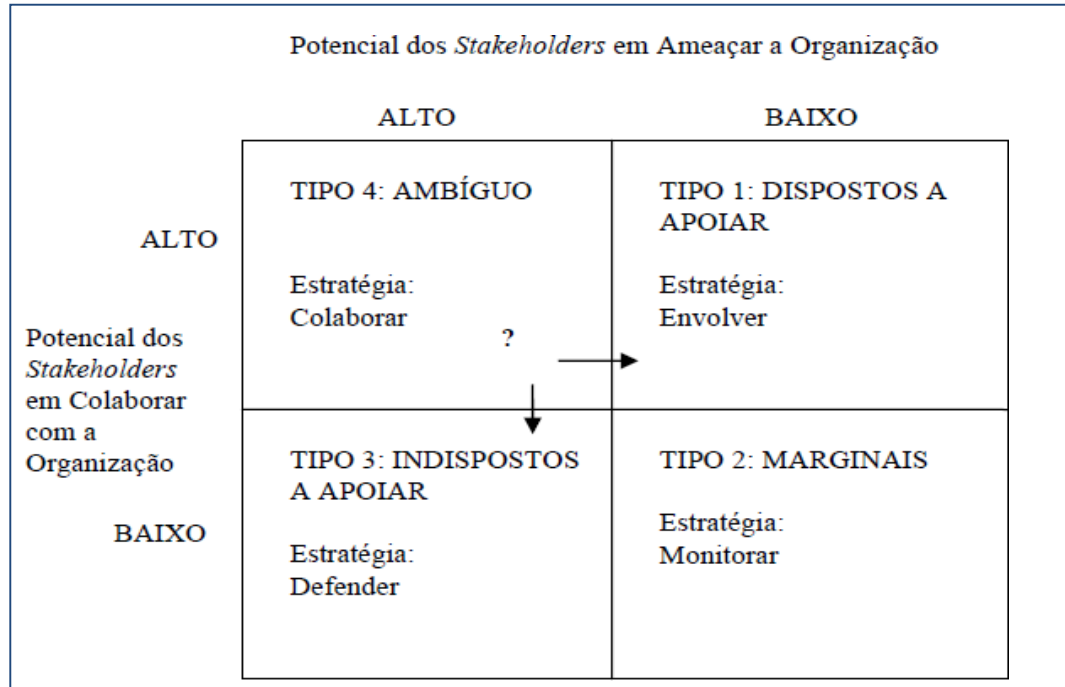 Potencial dos Stakeholders em Ameaçar a Organização
ALTO
BAIXO
TIPO 4: AMBÍGUO
Estratégia:
Colaborar
?
TIPO 1: DISPOSTOS A
APOIAR
Estratégia:
Envolver
ALTO
Potencial dos
Stakeholders
em Colaborar
com a
Organização
BAIXO
TIPO 3: INDISPOSTOS
A APOIAR
Estratégia:
Defender
TIPO 2: MARGINAIS
Estratégia:
Monitorar